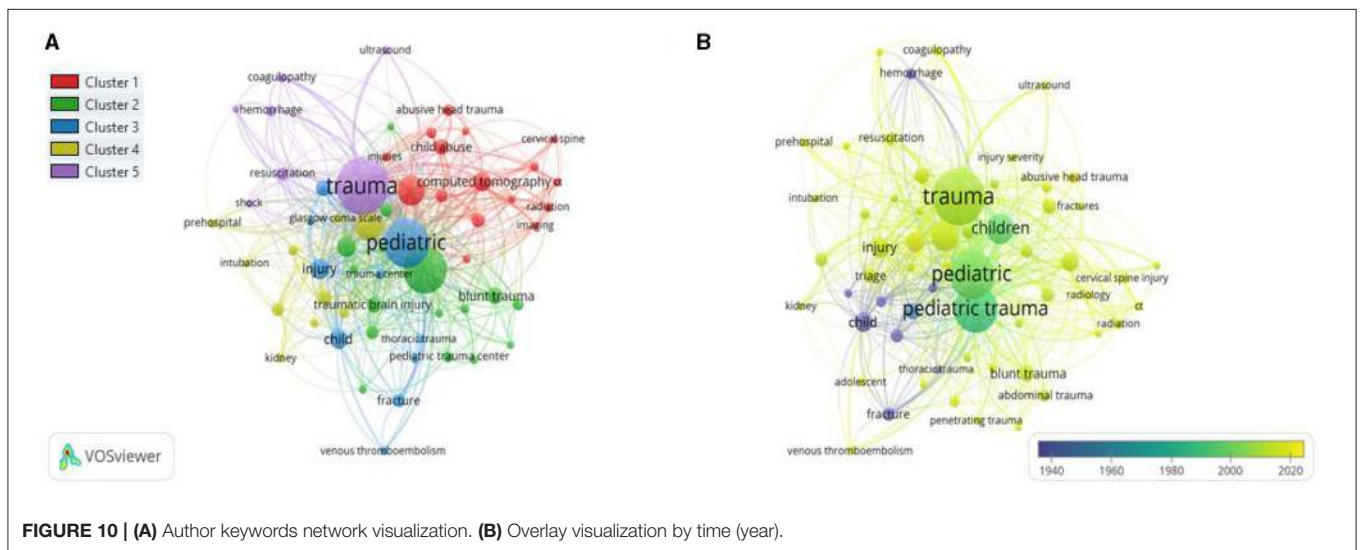 A
Cluster 1
Cluster 2
Cluster 3
Cluster 4
Cluster 5
ultrasound
coagulopathy
hemorrhage
abusive head trauma
cervical spine
injuries
child abuse
resuscitation
trauma
computed tomography
ct
shock
radiation
prehospital
glasgow coma scale
imaging
pediatric
intubation
injury
trauma center
traumatic brain injury
blunt trauma
child
thoracic trauma
kidney
pediatric trauma center
fracture
venous thromboembolism
VOSviewer
B
coagulopathy
hemorrhage
ultrasound
prehospital
resuscitation
injury severity
abusive head trauma
intubation
trauma
fractures
children
injury
triage
pediatric
cervical spine injury
kidney
pediatric trauma
radiology
ct
child
radiation
thoracic trauma
adolescent
blunt trauma
abdominal trauma
fracture
penetrating trauma
venous thromboembolism
1940 1960 1980 2000 2020
FIGURE 10 | (A) Author keywords network visualization. (B) Overlay visualization by time (year).